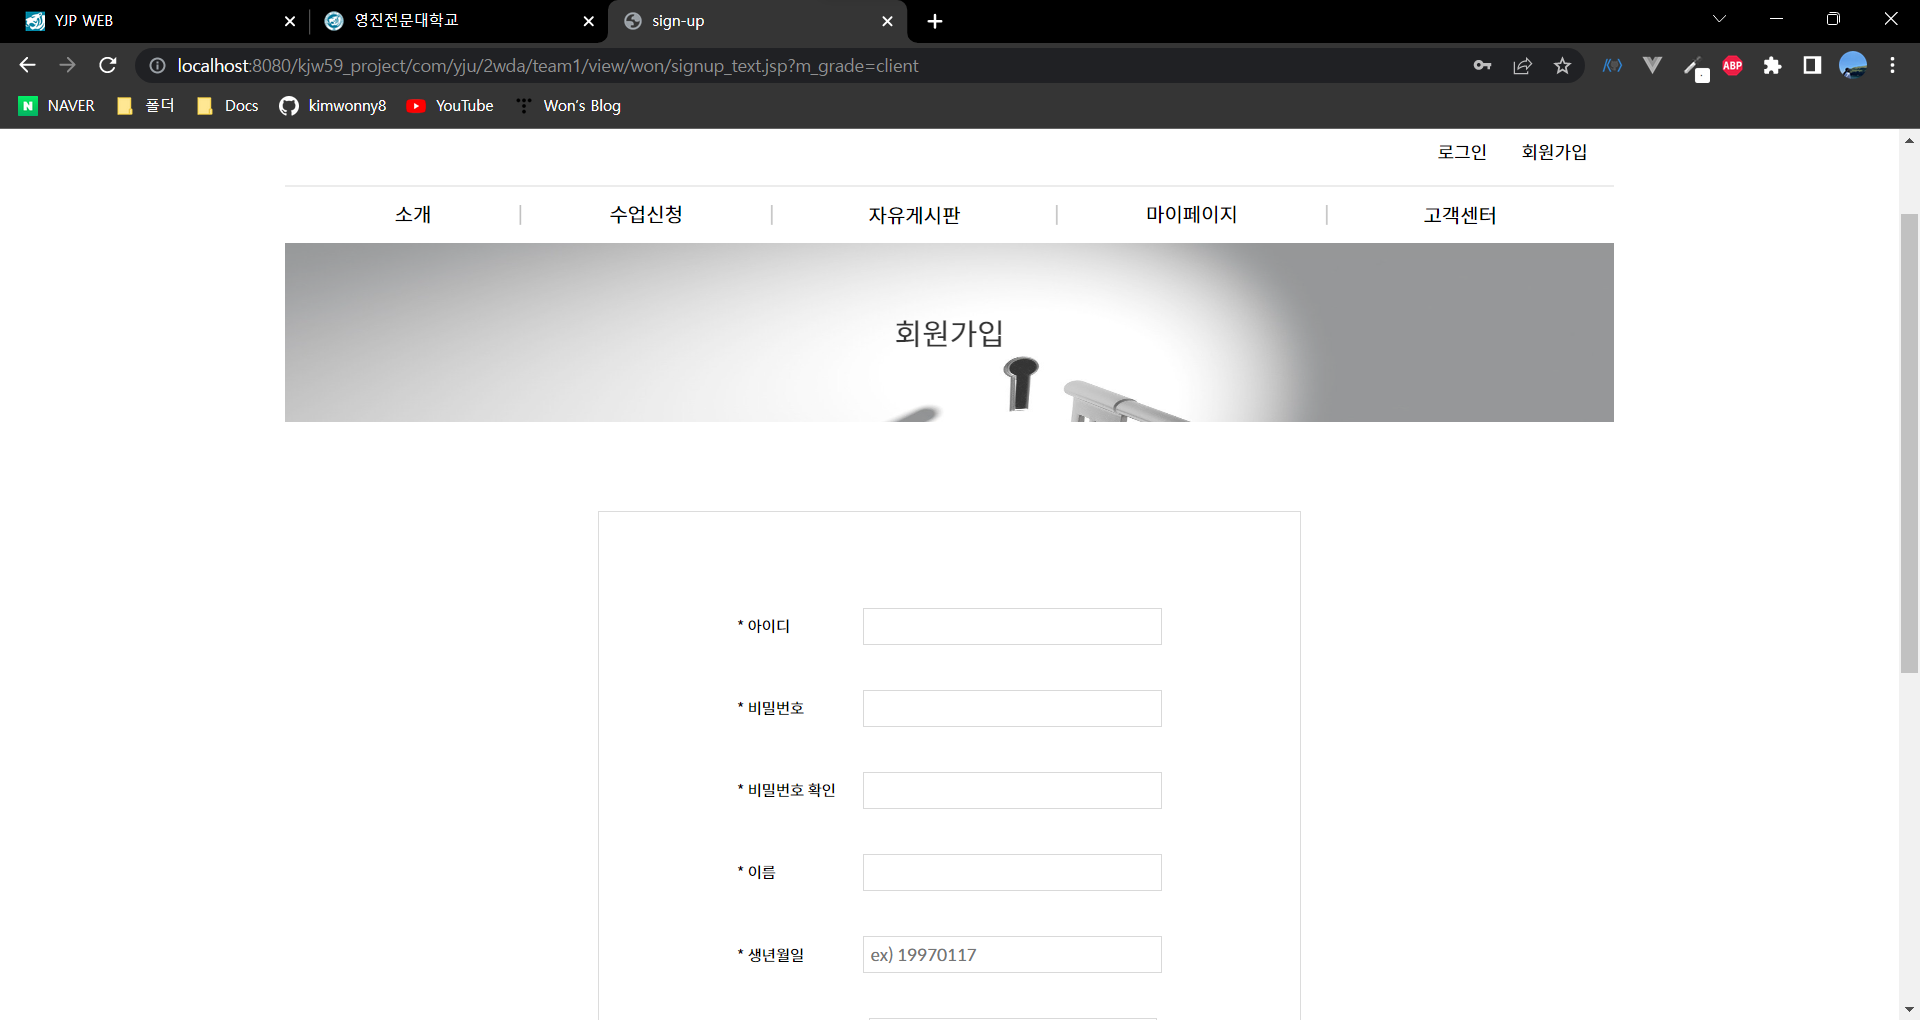 YJP WEB
영진전문대학교
sign-up
localhost:8080/kjw59_project/com/yju/2wda/team1/view/won/signup_text.jsp?m_grade=client
ABP
N NAVER
폴더
Docs
kimwonny8
YouTube
Won's Blog
로그인
회원가입
소개
수업신청
자유게시판
마이페이지
고객센터
회원가입
* 아이디
* 비밀번호
* 비밀번호 확인
* 이름
* 생년월일
ex) 19970117